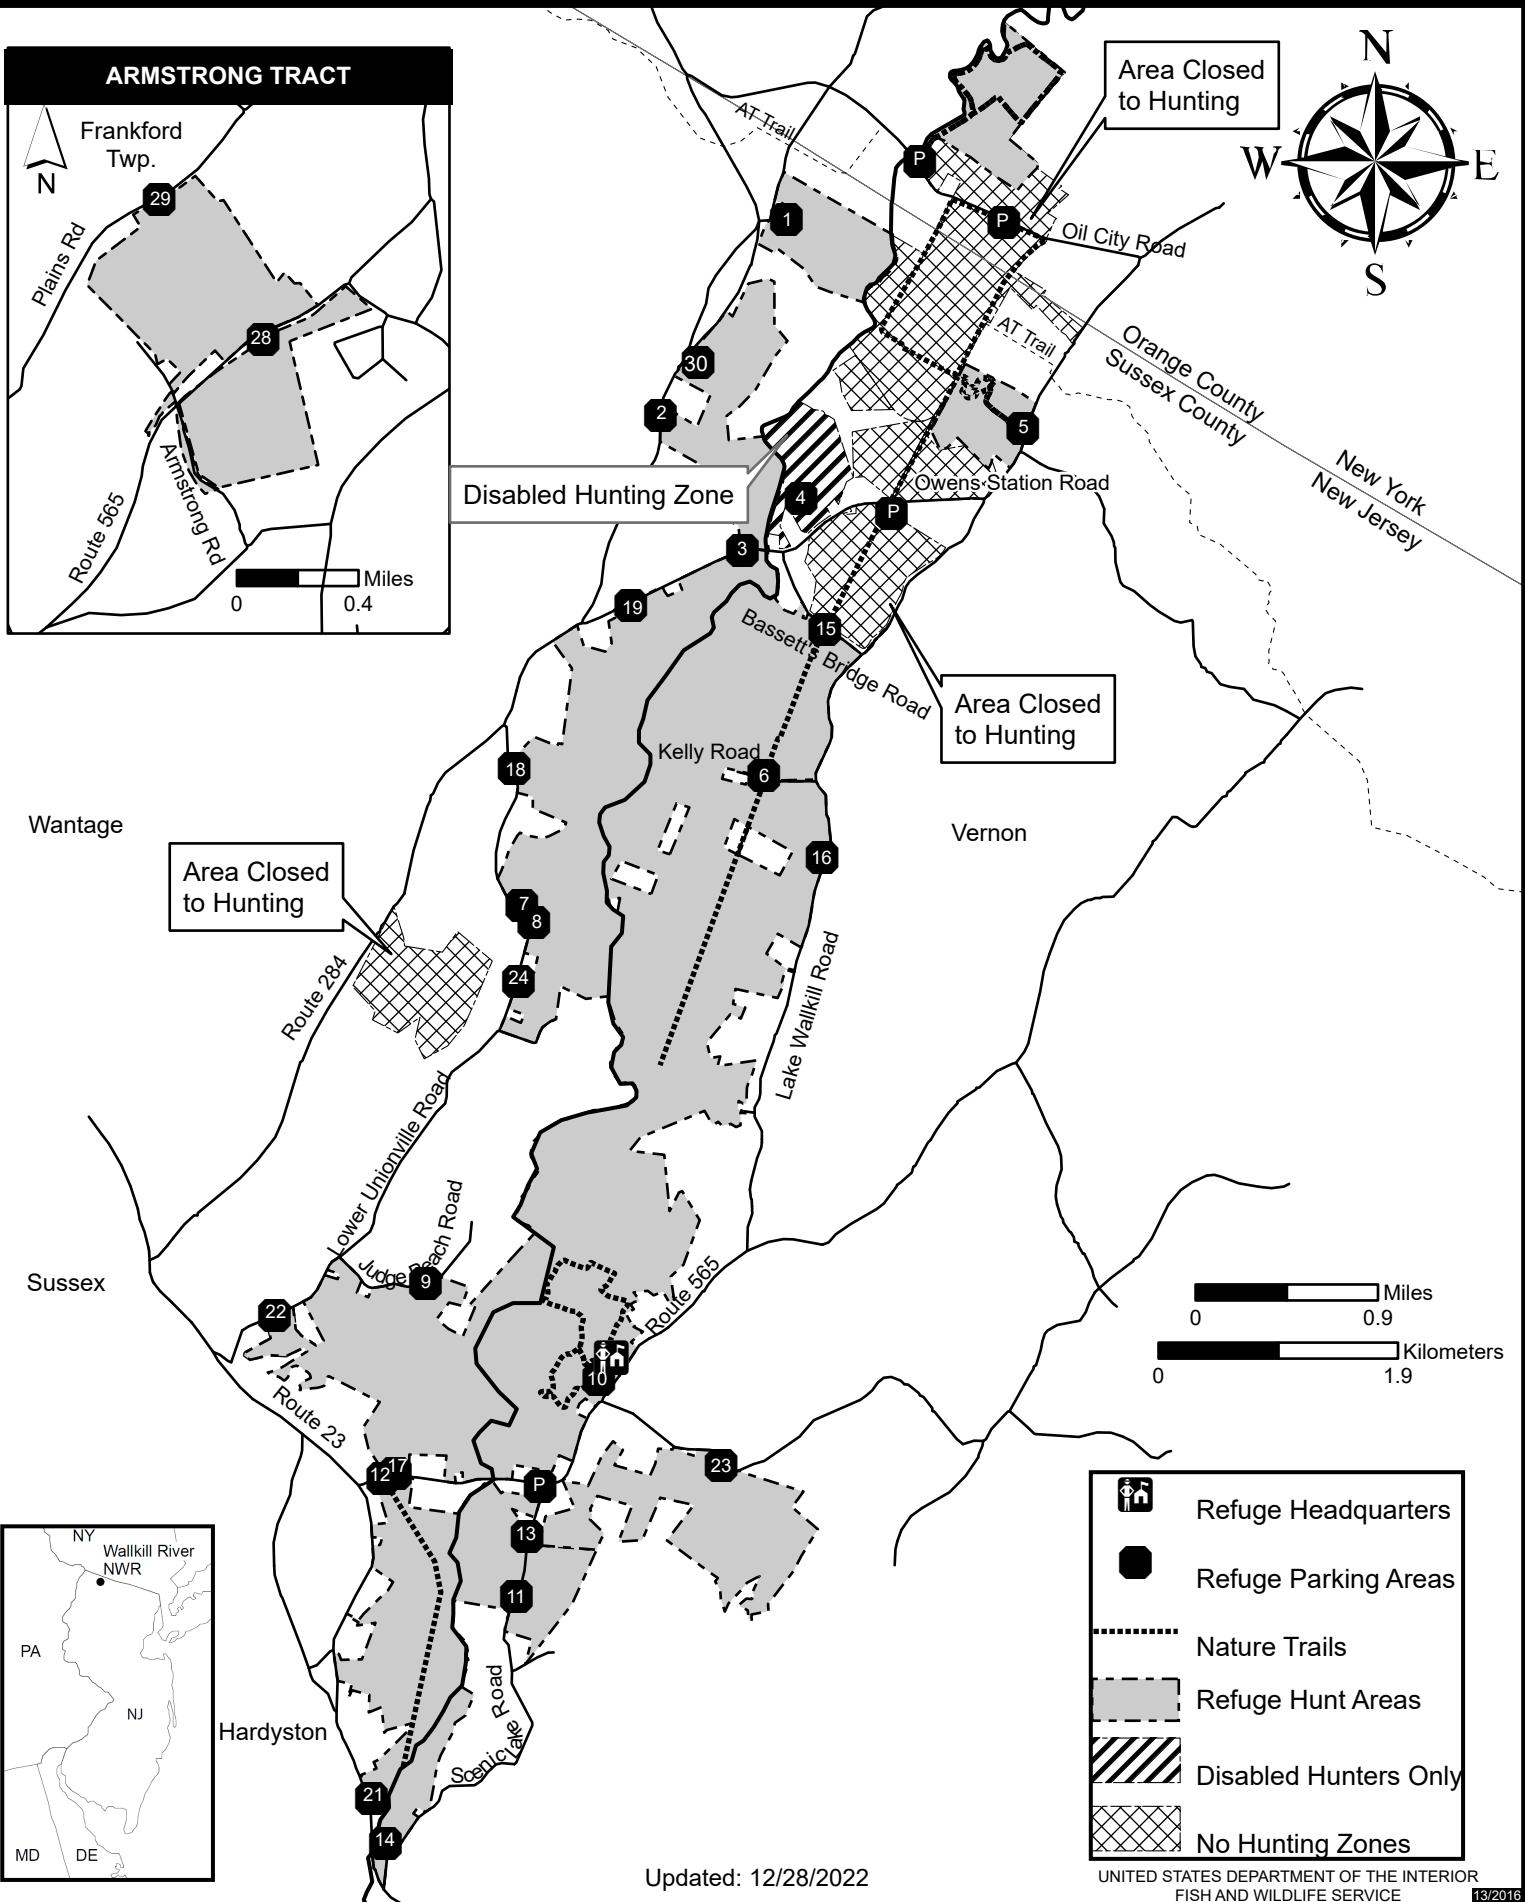 ARMSTRONG TRACT
Frankford
Twp.
N
29
Plains Rd
28
Armstrong Rd
Route 565
Miles
0
0.4
Area Closed
to Hunting
N
W
E
S
AT Trail
P
1
P
Oil City Road
30
AT Trail
Orange County
Sussex County
2
5
New York
New Jersey
Disabled Hunting Zone
4
Owens Station Road
P
3
19
15
Bassett's Bridge Road
Area Closed
to Hunting
18
Kelly Road
6
Wantage
Vernon
16
Area Closed
to Hunting
7
8
24
Route 284
Lake Wallkill Road
Lower Unionville Road
Judge Beach Road
9
Sussex
22
Route 565
10
Miles
0
0.9
Kilometers
0
1.9
Route 23
12
17
P
23
13
11
Scenic Lake Road
Hardyston
21
14
NY
Wallkill River
NWR
PA
NJ
MD
DE
Refuge Headquarters
Refuge Parking Areas
Nature Trails
Refuge Hunt Areas
Disabled Hunters Only
No Hunting Zones
Updated: 12/28/2022
UNITED STATES DEPARTMENT OF THE INTERIOR
FISH AND WILDLIFE SERVICE
13/2016